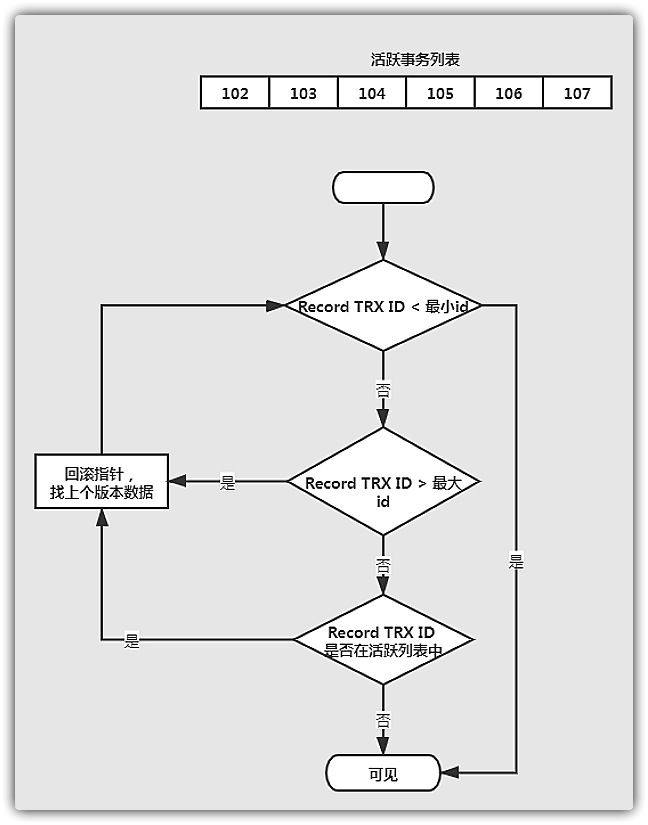 活跃事务列表
102 103 104 105 106 107
Record TRX ID < 最小id
否
Record TRX ID > 最大
id
是
回滚指针，
找上个版本数据
否
是
Record TRX ID
是否在活跃列表中
是
否
可见